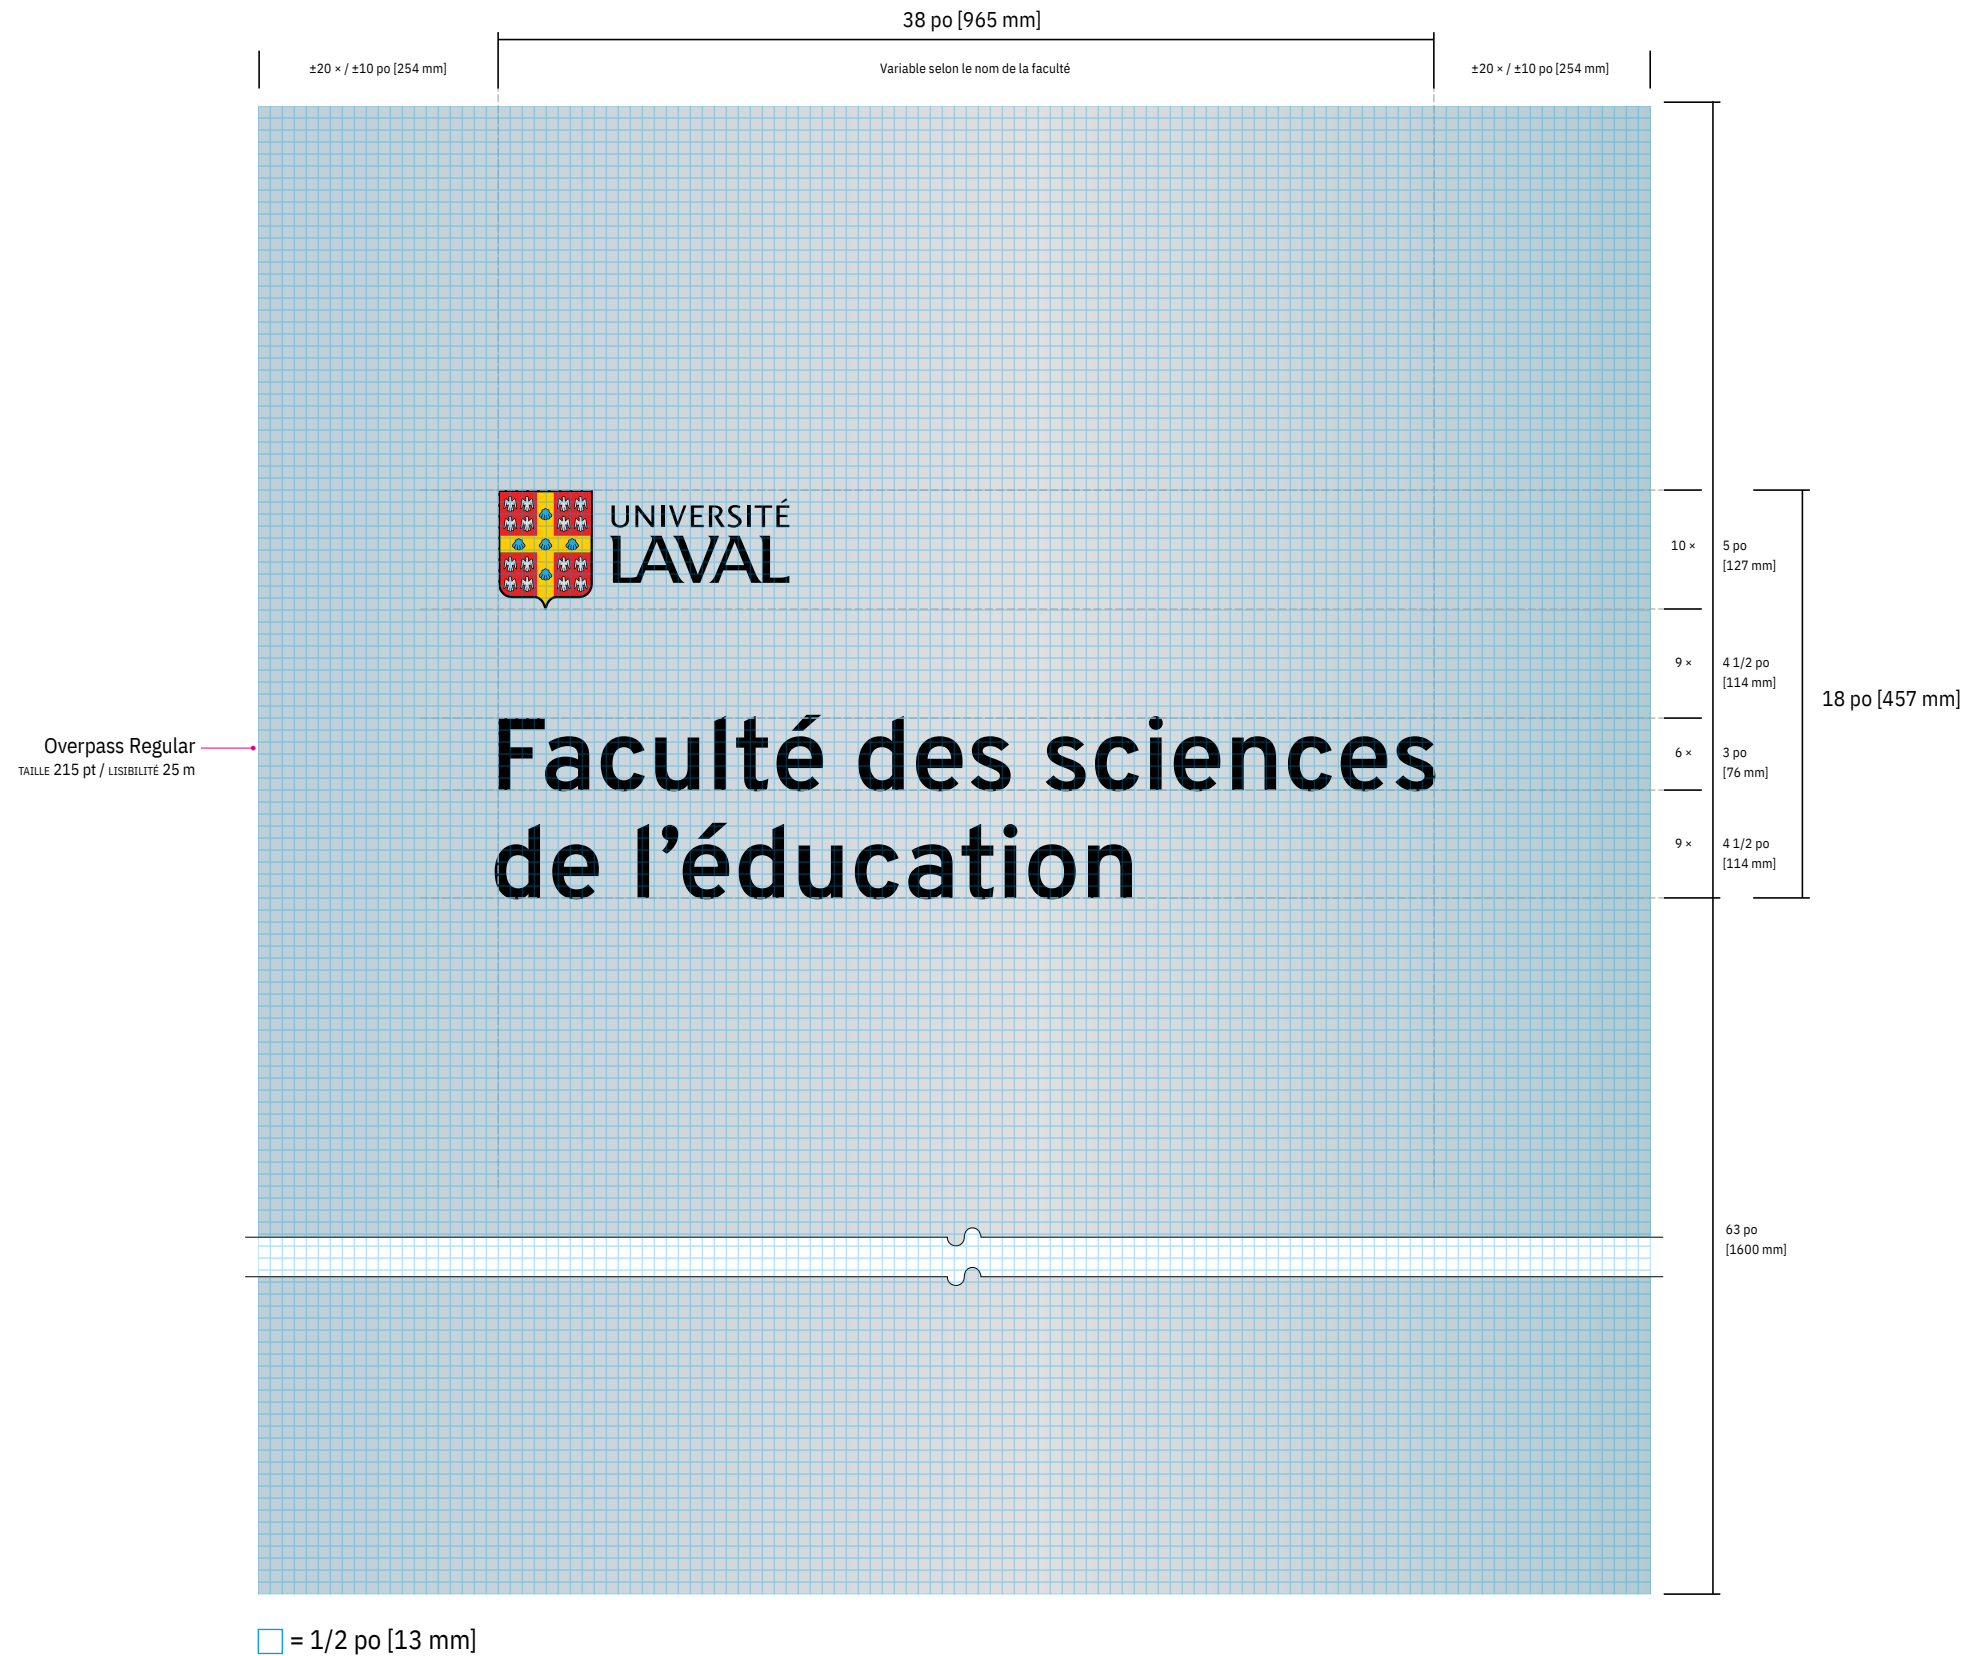 38 po [965 mm]
±20 × / ±10 po [254 mm]
Variable selon le nom de la faculté
±20 × / ±10 po [254 mm]
UNIVERSITÉ
LAVAL
10 ×
5 po
[127 mm]
9 ×
4 1/2 po
[114 mm]
18 po [457 mm]
Overpass Regular
TAILLE 215 pt / LISIBILITÉ 25 m
Faculté des sciences
de l’éducation
6 ×
3 po
[76 mm]
9 ×
4 1/2 po
[114 mm]
63 po
[1600 mm]
= 1/2 po [13 mm]